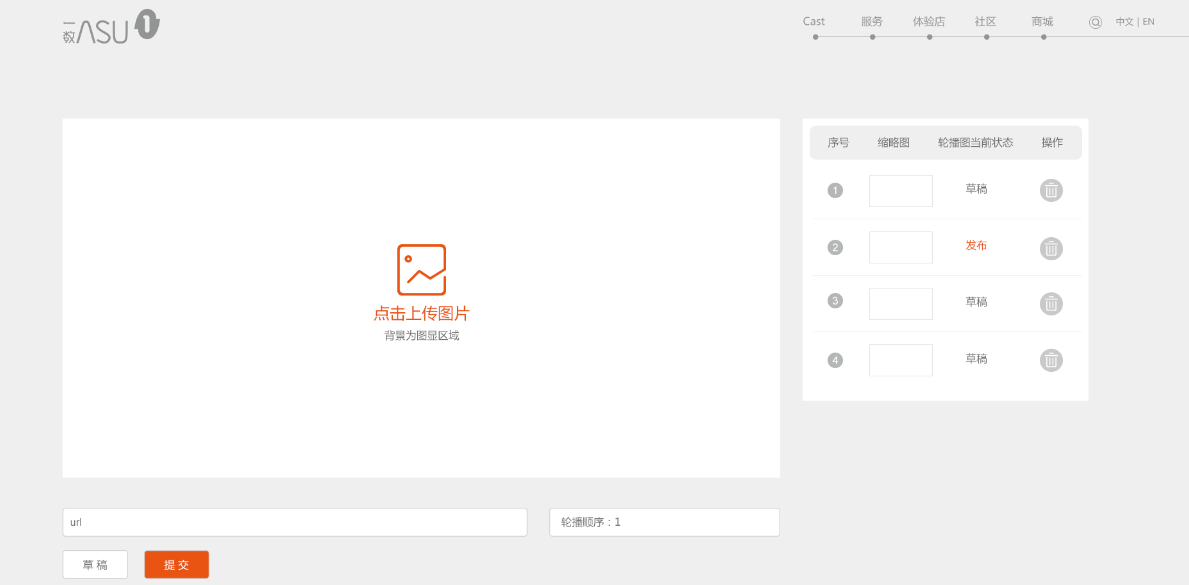 一数 ASU 1
Cast 服务 体验店 社区 商城 中文 | EN
点击上传图片
背景为图显区域
序号 缩略图 轮播图当前状态 操作
1 草稿
2 发布
3 草稿
4 草稿
url 轮播顺序：1
草 稿 提 交